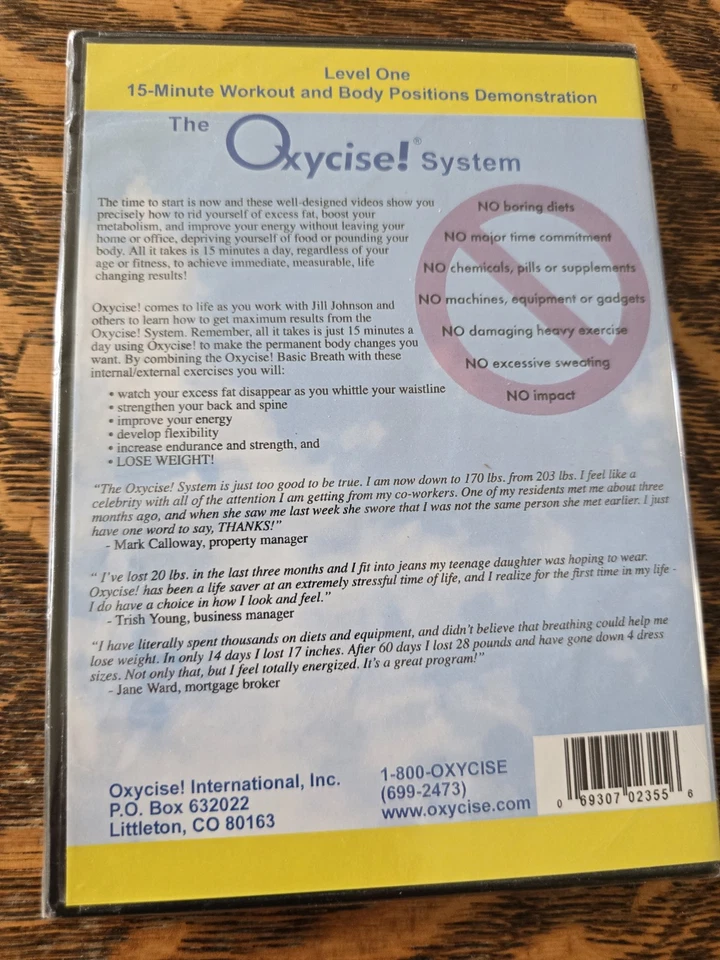 Level One
15-Minute Workout and Body Positions Demonstration
The Oxycise!® System
The time to start is now and these well-designed videos show you
precisely how to rid yourself of excess fat, boost your
metabolism, and improve your energy without leaving your
home or office, depriving yourself of food or pounding your
body. All it takes is 15 minutes a day, regardless of your
age or fitness, to achieve immediate, measurable, life
changing results!
Oxycise! comes to life as you work with Jill Johnson and
others to learn how to get maximum results from the
Oxycise! System. Remember, all it takes is just 15 minutes a
day using Oxycise! to make the permanent body changes you
want. By combining the Oxycise! Basic Breath with these
internal/external exercises you will:
• watch your excess fat disappear as you whittle your waistline
• strengthen your back and spine
• improve your energy
• develop flexibility
• increase endurance and strength, and
• LOSE WEIGHT!
NO boring diets
NO major time commitment
NO chemicals, pills or supplements
NO machines, equipment or gadgets
NO damaging heavy exercise
NO excessive sweating
NO impact
"The Oxycise! System is just too good to be true. I am now down to 170 lbs. from 203 lbs. I feel like a
celebrity with all of the attention I am getting from my co-workers. One of my residents met me about three
months ago, and when she saw me last week she swore that I was not the same person she met earlier. I just
have one word to say, THANKS!"
- Mark Calloway, property manager
" I've lost 20 lbs. in the last three months and I fit into jeans my teenage daughter was hoping to wear.
Oxycise! has been a life saver at an extremely stressful time of life, and I realize for the first time in my life -
I do have a choice in how I look and feel."
- Trish Young, business manager
"I have literally spent thousands on diets and equipment, and didn't believe that breathing could help me
lose weight. In only 14 days I lost 17 inches. After 60 days I lost 28 pounds and have gone down 4 dress
sizes. Not only that, but I feel totally energized. It's a great program!"
- Jane Ward, mortgage broker
Oxycise! International, Inc.
P.O. Box 632022
Littleton, CO 80163
1-800-OXYCISE
(699-2473)
www.oxycise.com
0 69307 02355 6